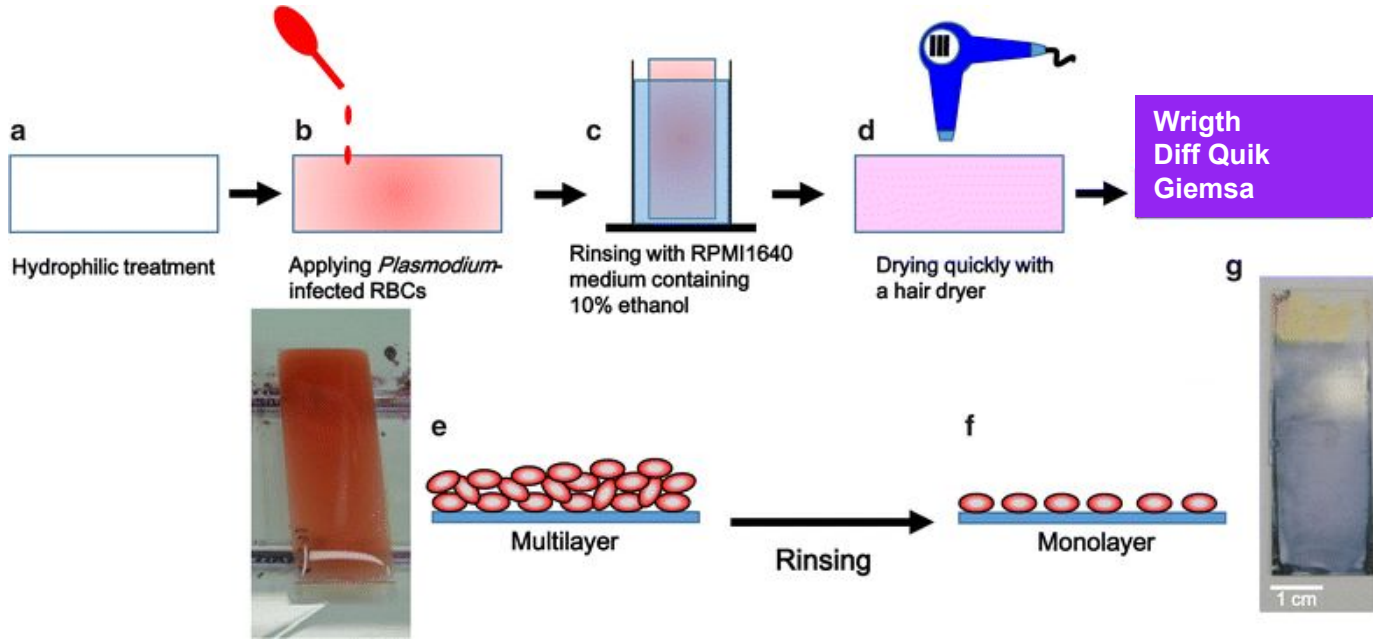 a
Hydrophilic treatment
b
Applying Plasmodium-
infected RBCs
c
Rinsing with RPMI1640
medium containing
10% ethanol
d
Drying quickly with
a hair dryer
Wrigth
Diff Quik
Giemsa
e
Multilayer
Rinsing
f
Monolayer
g
1 cm